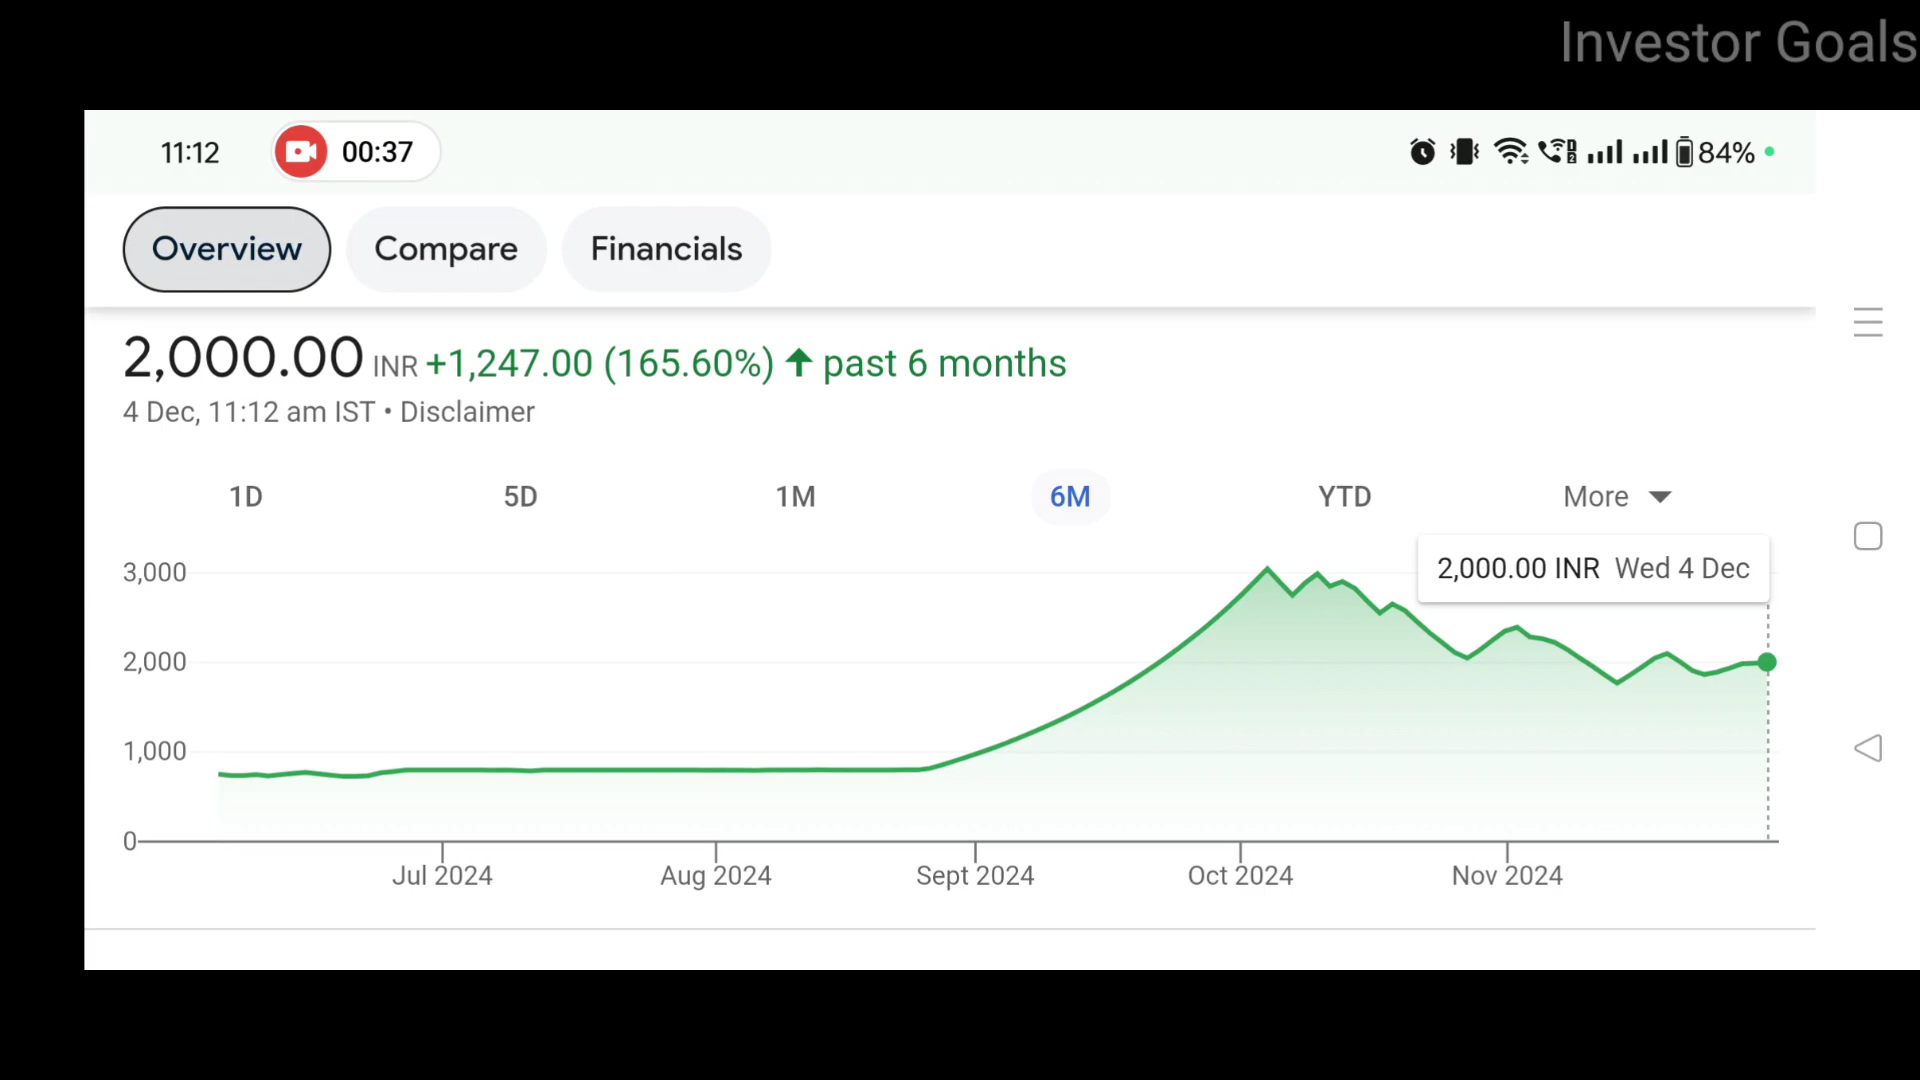 Investor Goals
11:12 00:37 84%
Overview Compare Financials
2,000.00 INR +1,247.00 (165.60%) ↑ past 6 months
4 Dec, 11:12 am IST • Disclaimer
1D 5D 1M 6M YTD More
2,000.00 INR Wed 4 Dec
3,000
2,000
1,000
0
Jul 2024 Aug 2024 Sept 2024 Oct 2024 Nov 2024